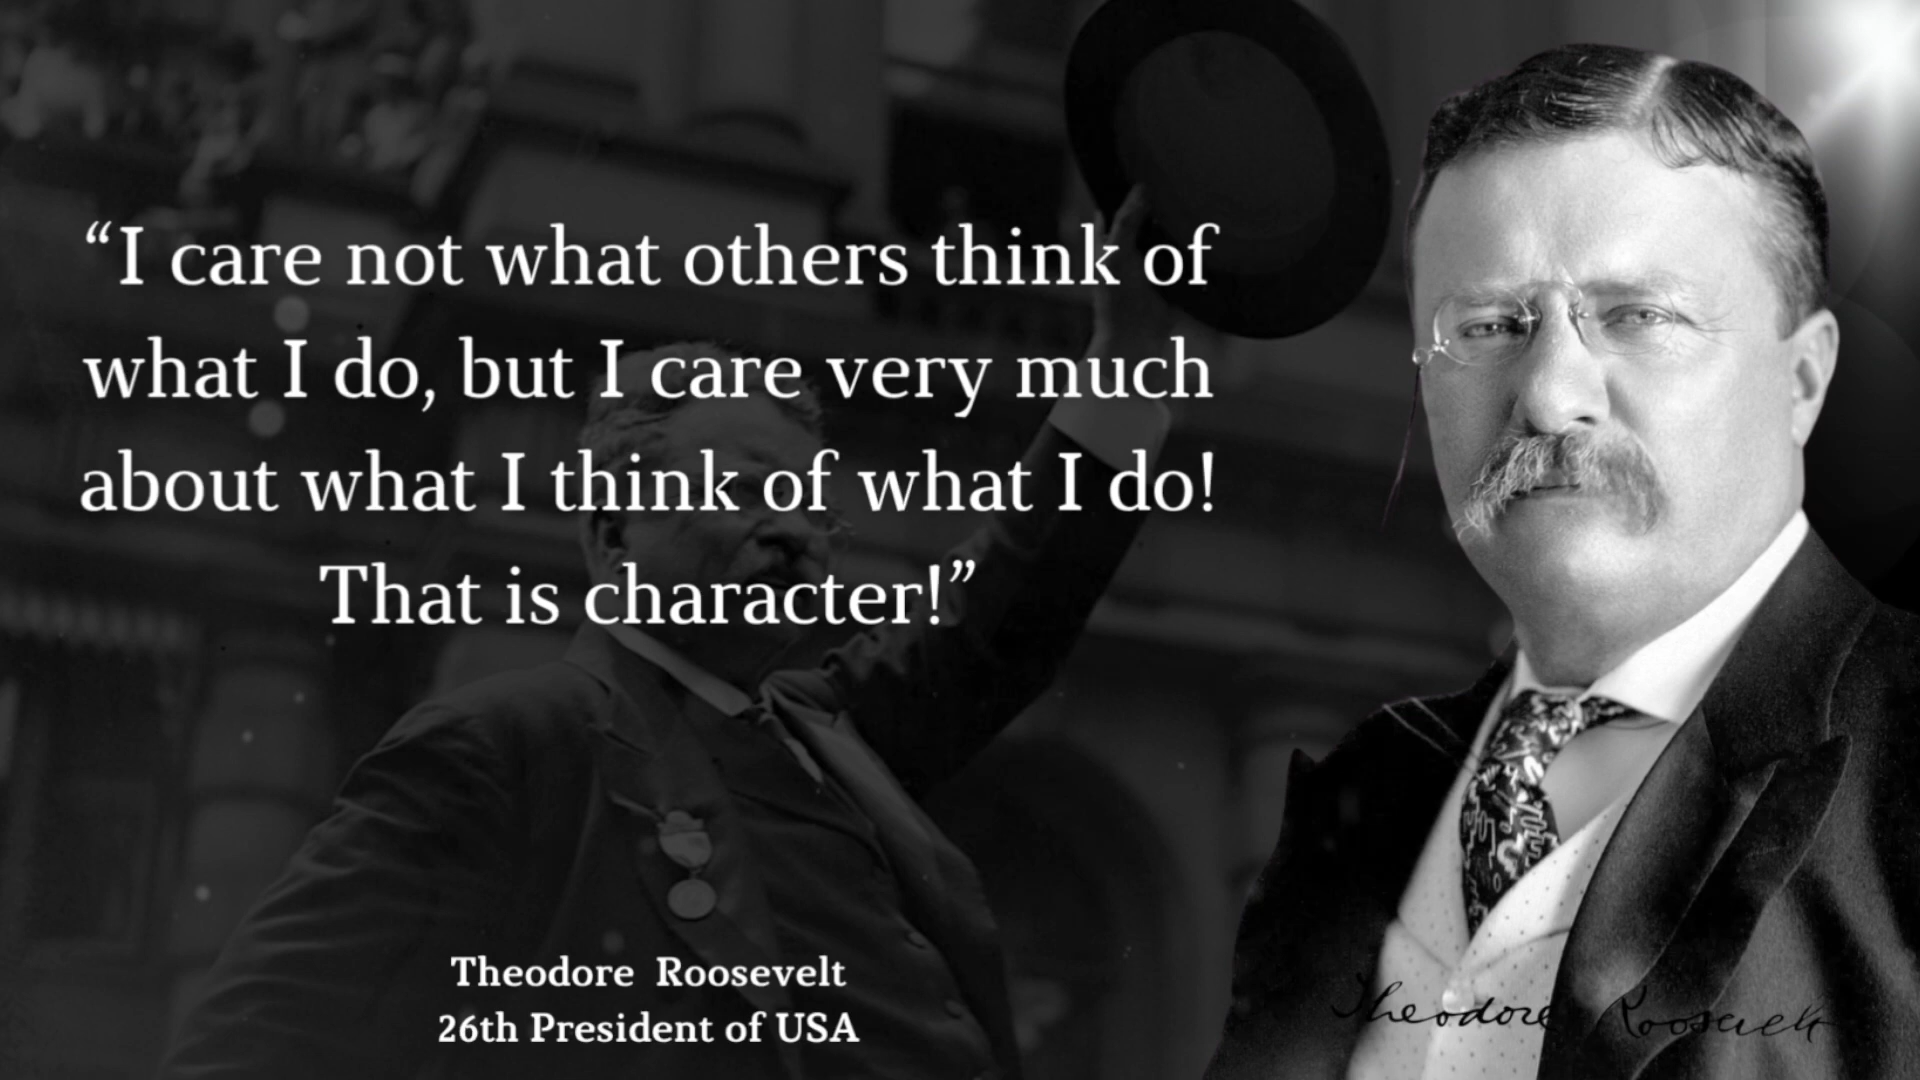 “I care not what others think of
what I do, but I care very much
about what I think of what I do!
That is character!”
Theodore Roosevelt
26th President of USA
Theodore Roosevelt